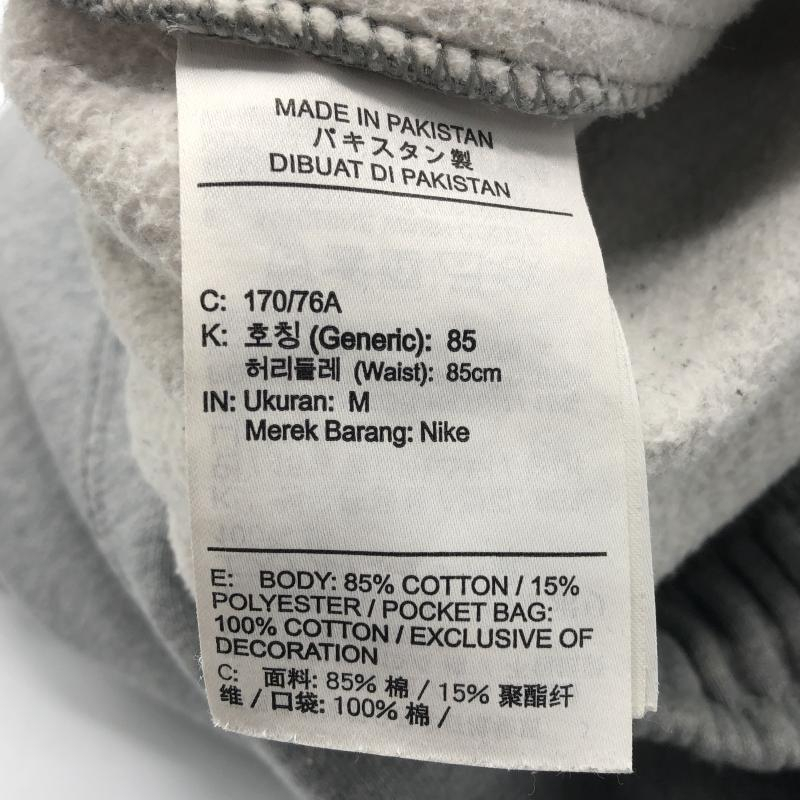 MADE IN PAKISTAN
パキスタン製
DIBUAT DI PAKISTAN
C: 170/76A
K: 호칭 (Generic): 85
허리들레 (Waist): 85cm
IN: Ukuran: M
Merek Barang: Nike
E: BODY: 85% COTTON / 15%
POLYESTER / POCKET BAG:
100% COTTON / EXCLUSIVE OF
DECORATION
C: 面料: 85% 棉 / 15% 聚酯纤
维 / 口袋: 100% 棉 /